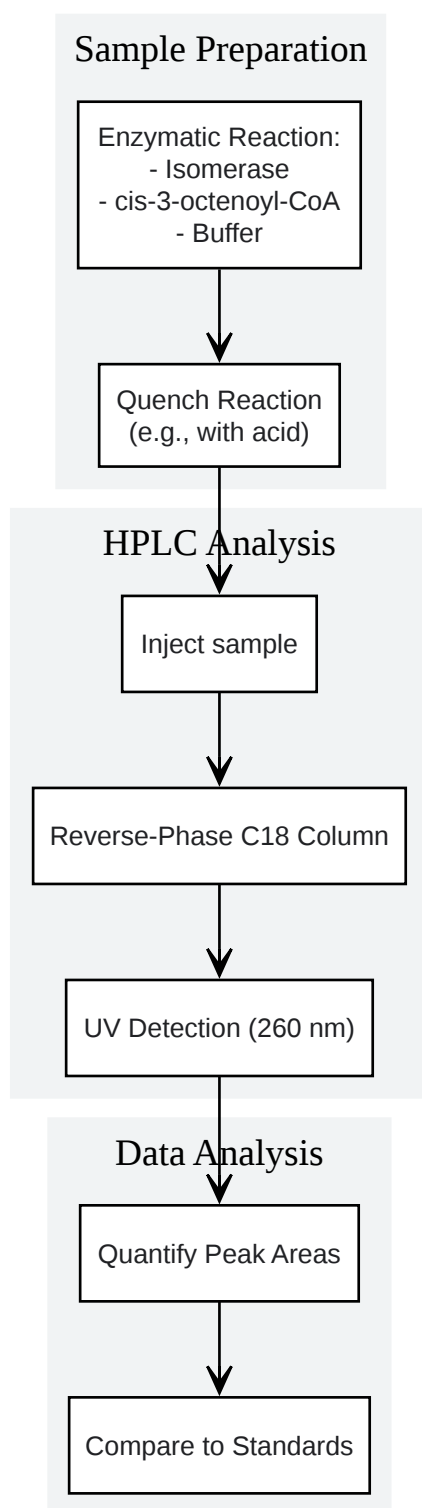 Sample Preparation
Enzymatic Reaction:
- Isomerase
- cis-3-octenoyl-CoA
- Buffer
Quench Reaction
(e.g., with acid)
HPLC Analysis
Inject sample
Reverse-Phase C18 Column
UV Detection (260 nm)
Data Analysis
Quantify Peak Areas
Compare to Standards